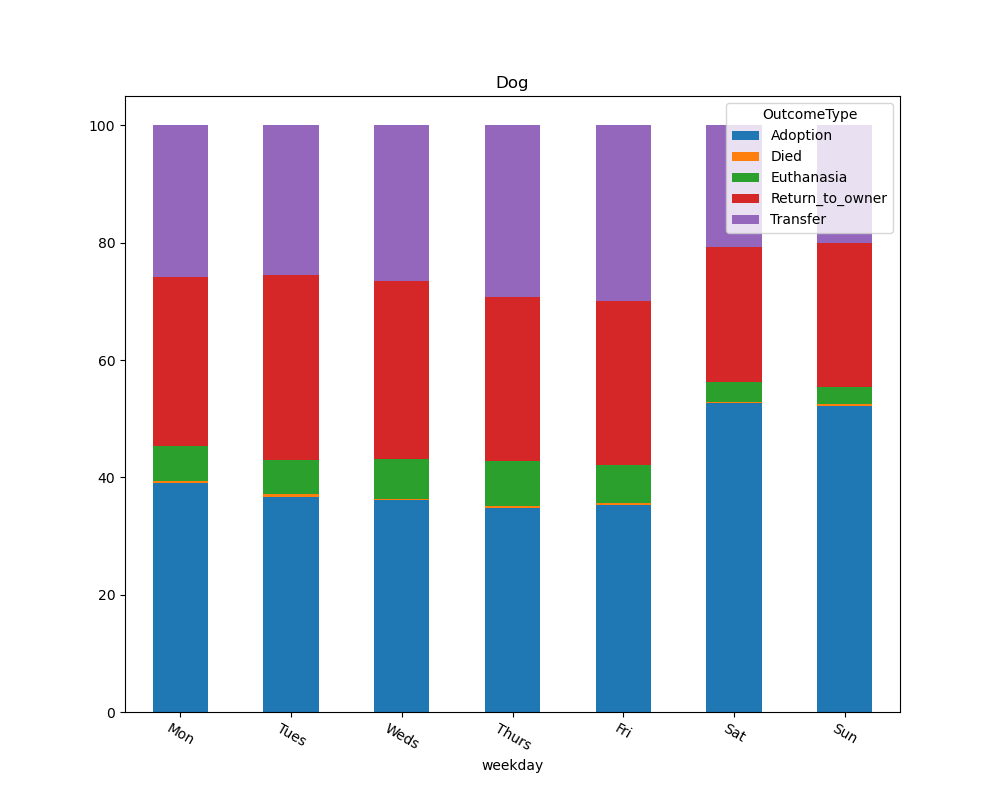 Dog
OutcomeType
Adoption
Died
Euthanasia
Return_to_owner
Transfer
100
80
60
40
20
0
Mon
Tues
Weds
Thurs
Fri
Sat
Sun
weekday